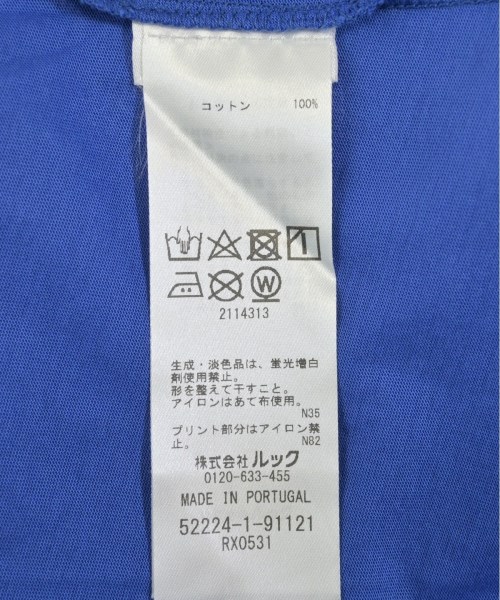 コットン 100%
W
2114313
生成・淡色品は、蛍光増白
剤使用禁止。
形を整えて干すこと。
アイロンはあて布使用。
N35
プリント部分はアイロン禁
止。 N82
株式会社 ルック
0120-633-455
MADE IN PORTUGAL
52224-1-91121
RX0531